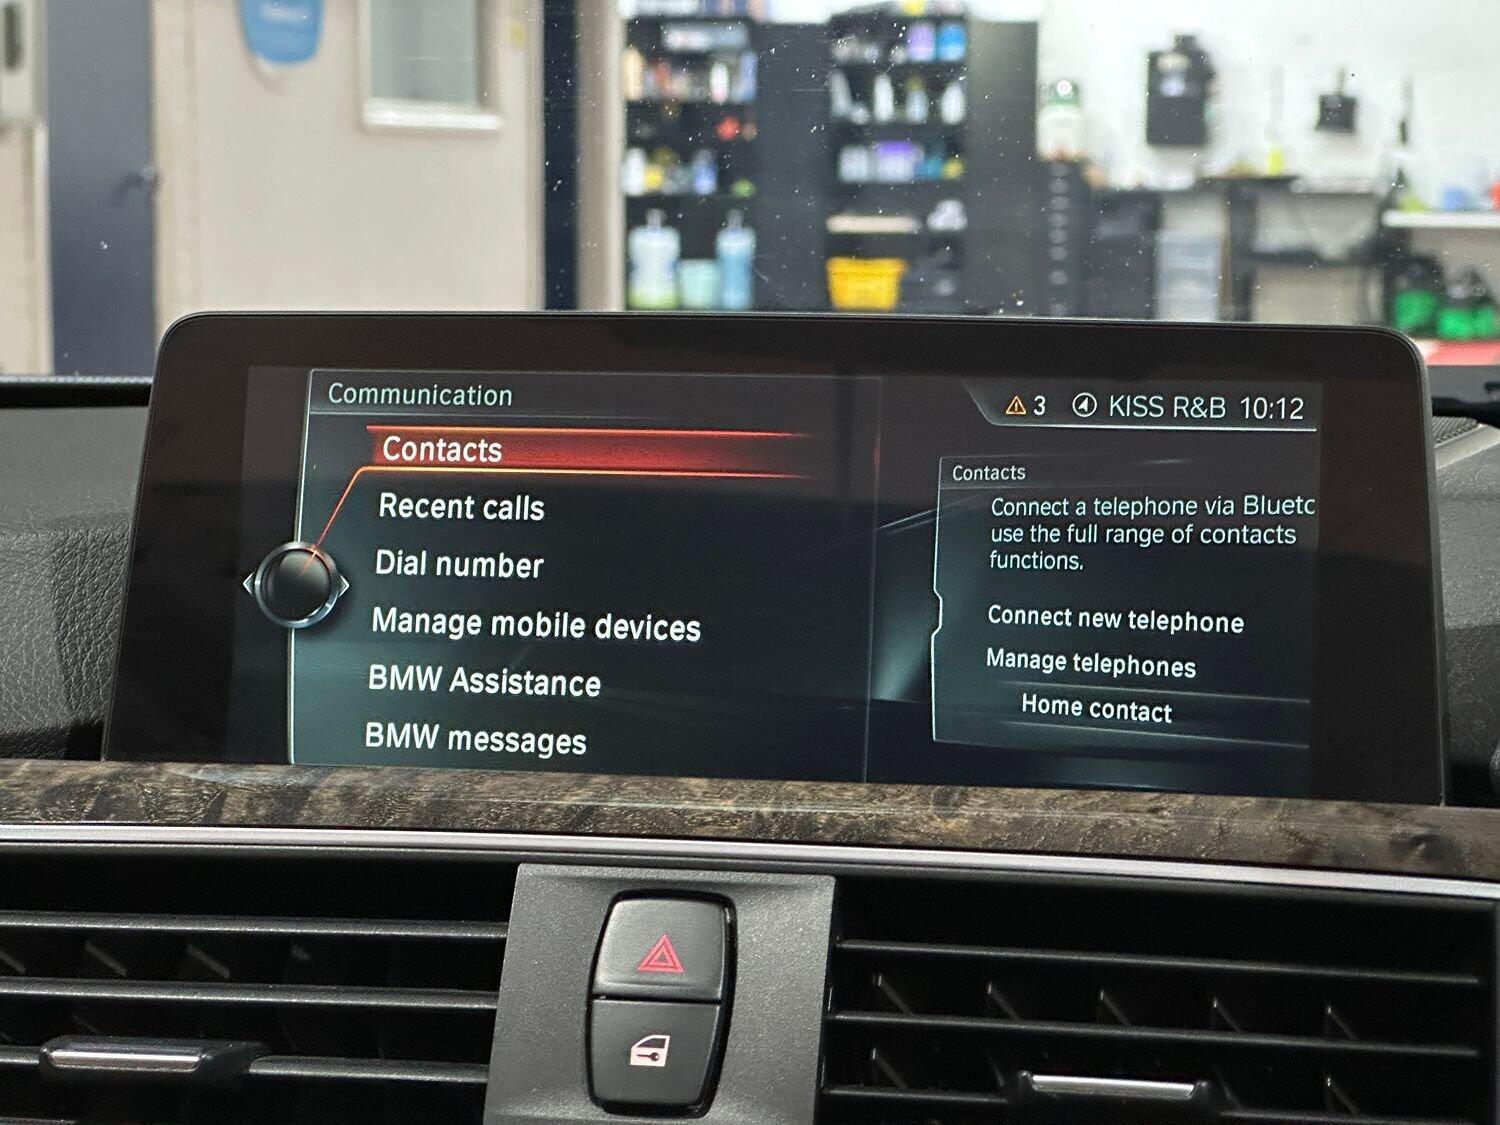 Communication
3 KISS R&B 10:12
Contacts
Recent calls
Dial number
Manage mobile devices
BMW Assistance
BMW messages
Contacts
Connect a telephone via Bluetc
use the full range of contacts
functions.
Connect new telephone
Manage telephones
Home contact